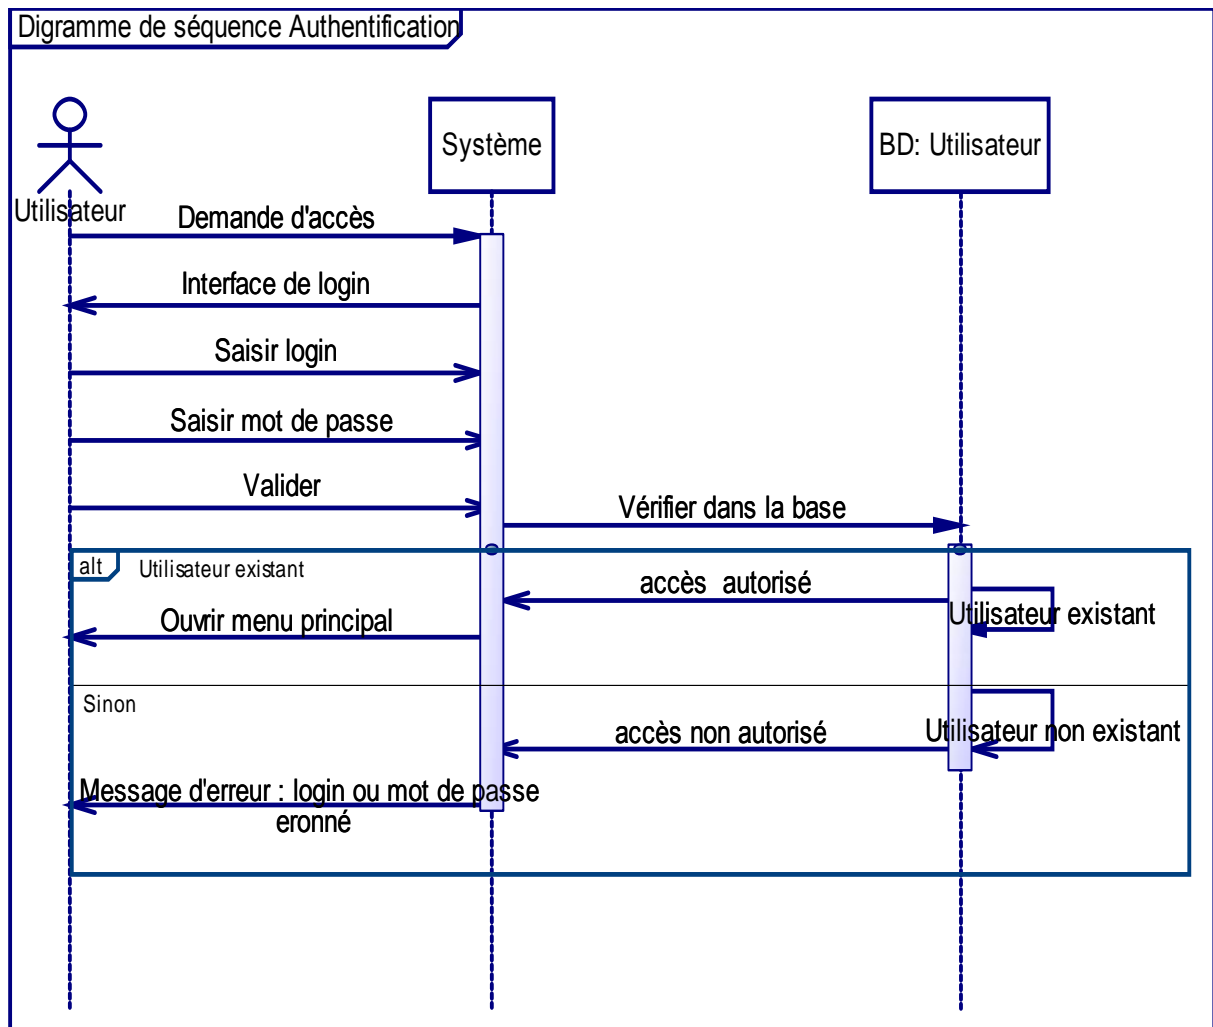 Digramme de séquence Authentification
Système
BD: Utilisateur
Utilisateur
Demande d'accès
Interface de login
Saisir login
Saisir mot de passe
Valider
Vérifier dans la base
alt
Utilisateur existant
accès autorisé
Utilisateur existant
Ouvrir menu principal
Sinon
accès non autorisé
Utilisateur non existant
Message d'erreur : login ou mot de passe
eronné